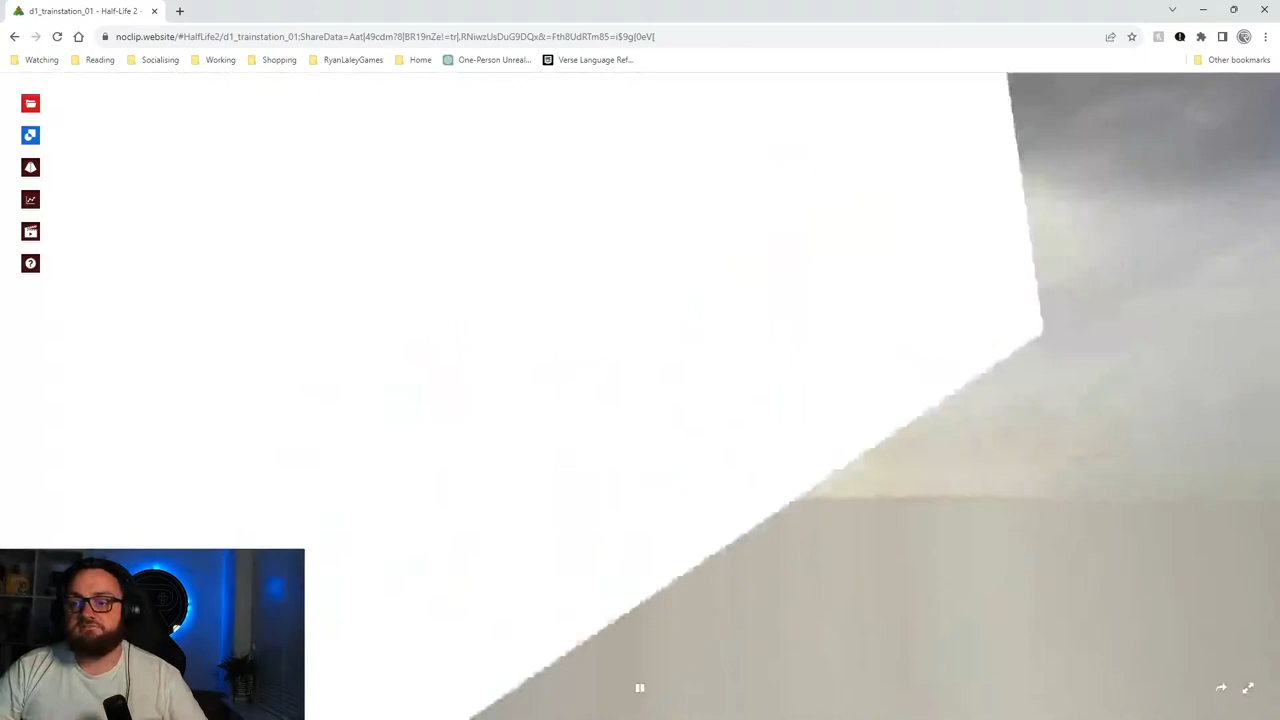 d1_trainstation_01 - Half-Life 2 -
noclip.website/#HalfLife2/d1_trainstation_01:ShareData=Aat|49cdm?8|BR19nZe!=tr|.RNiwzUsDuG9DQx&=Fth8UdRTm85=i$9g[0eV[
Watching Reading Socialising Working Shopping RyanLaleyGames Home One-Person Unreal... Verse Language Ref... Other bookmarks